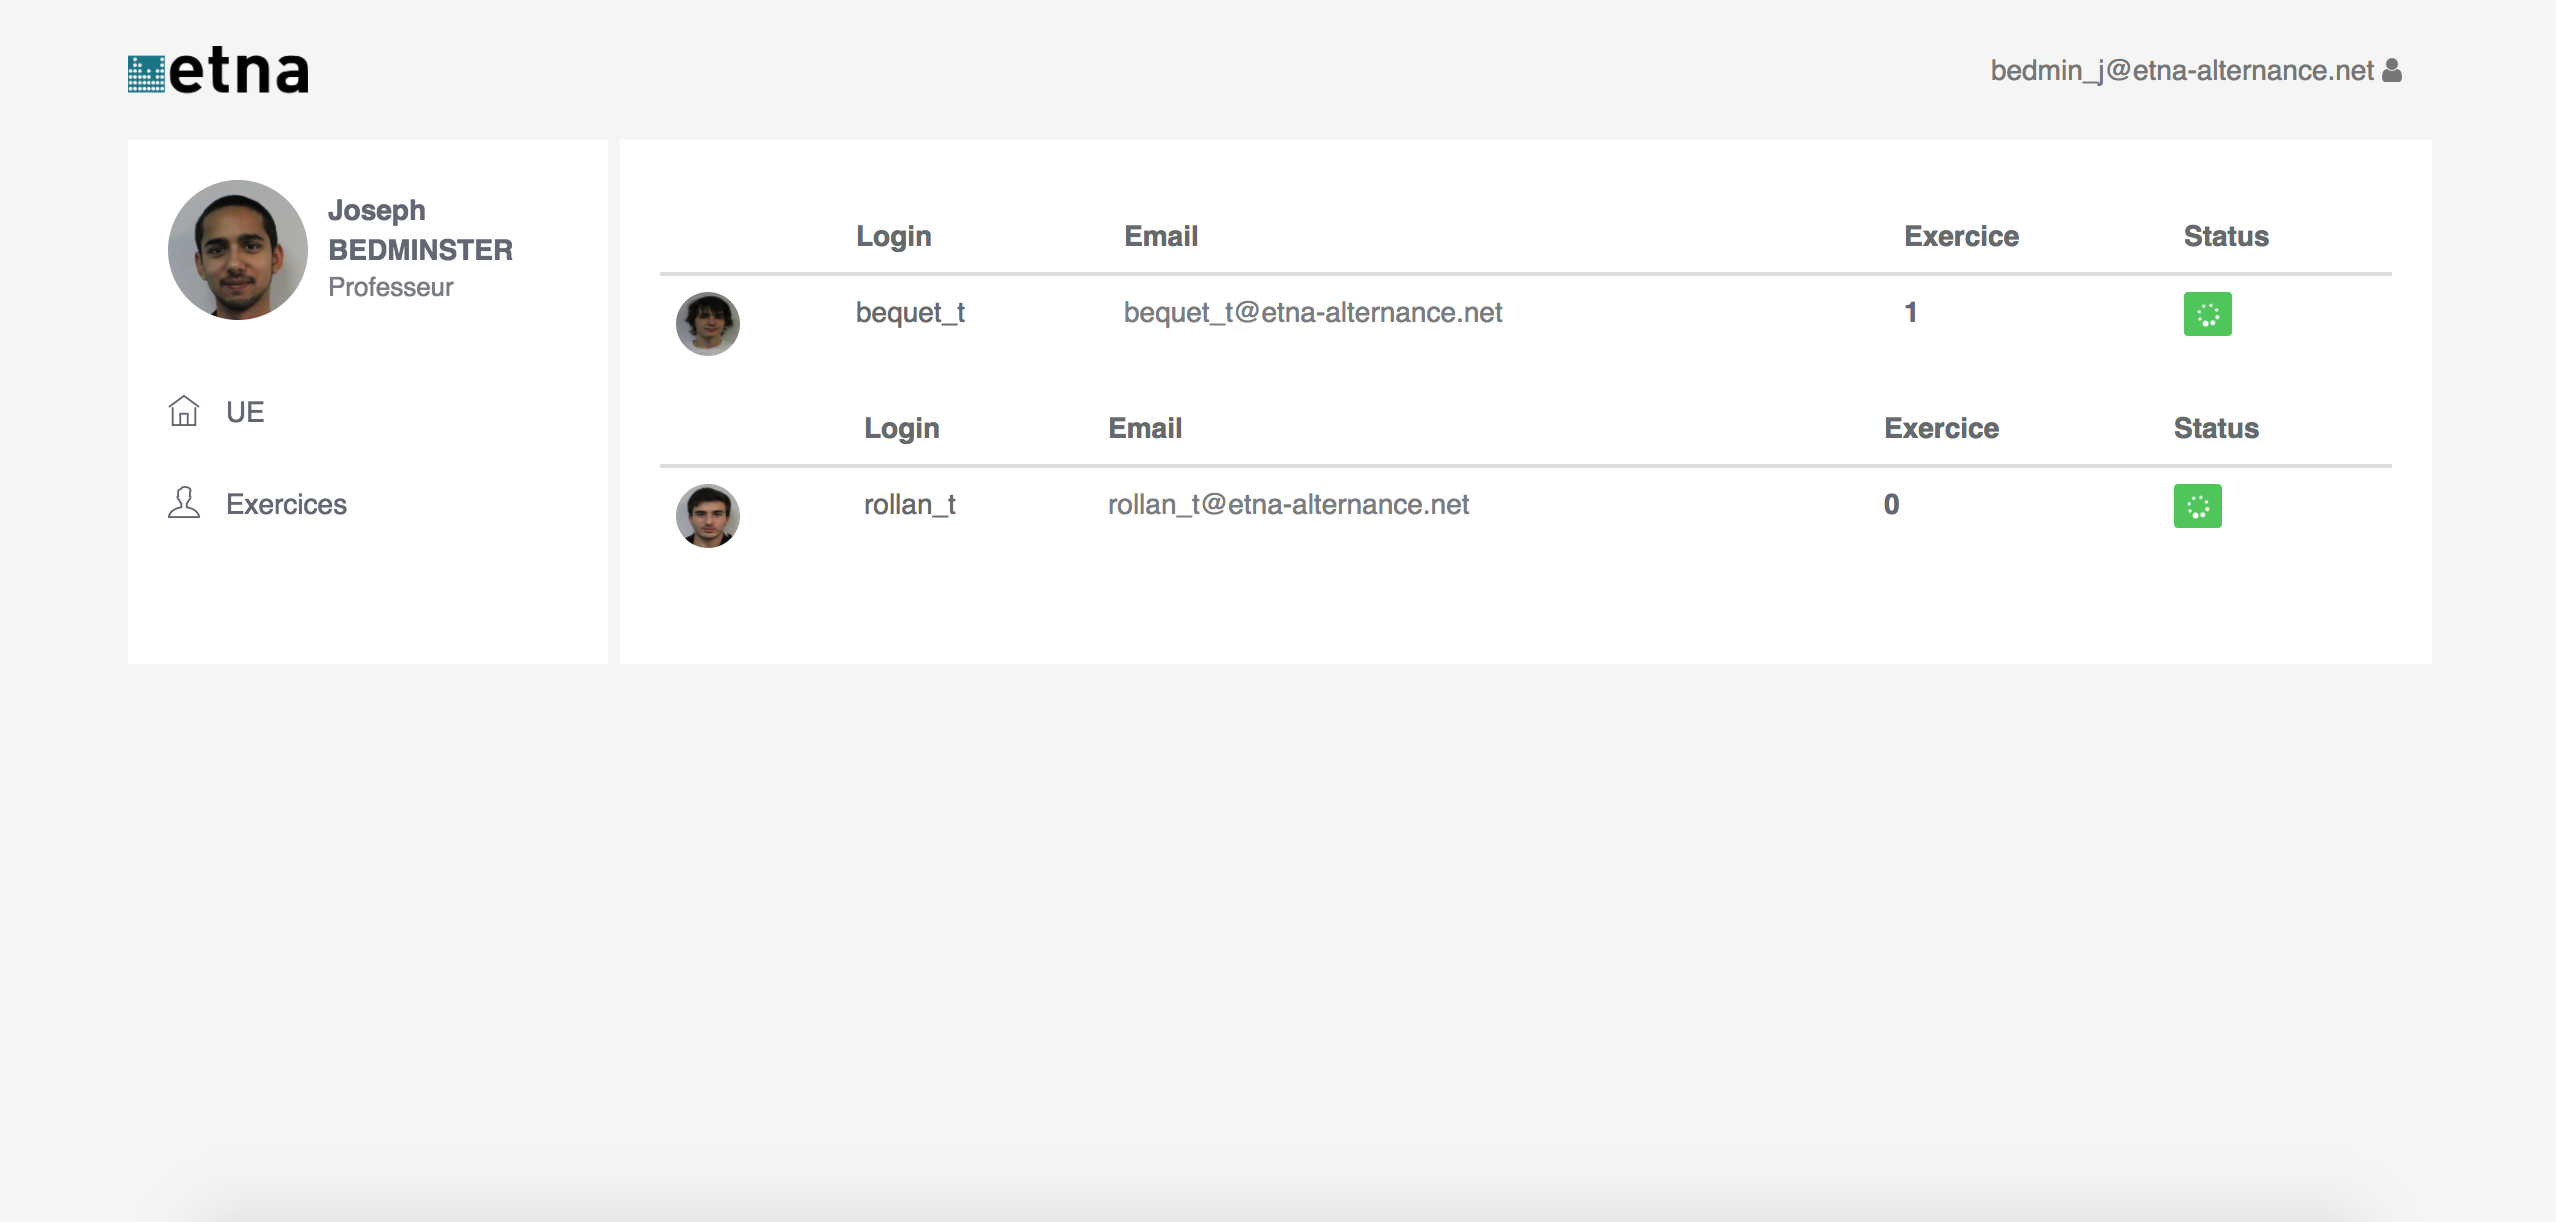 etna
bedmin_j@etna-alternance.net
Joseph
BEDMINSTER
Professeur
UE
Exercices
Login Email Exercice Status
bequet_t bequet_t@etna-alternance.net 1
Login Email Exercice Status
rollan_t rollan_t@etna-alternance.net 0